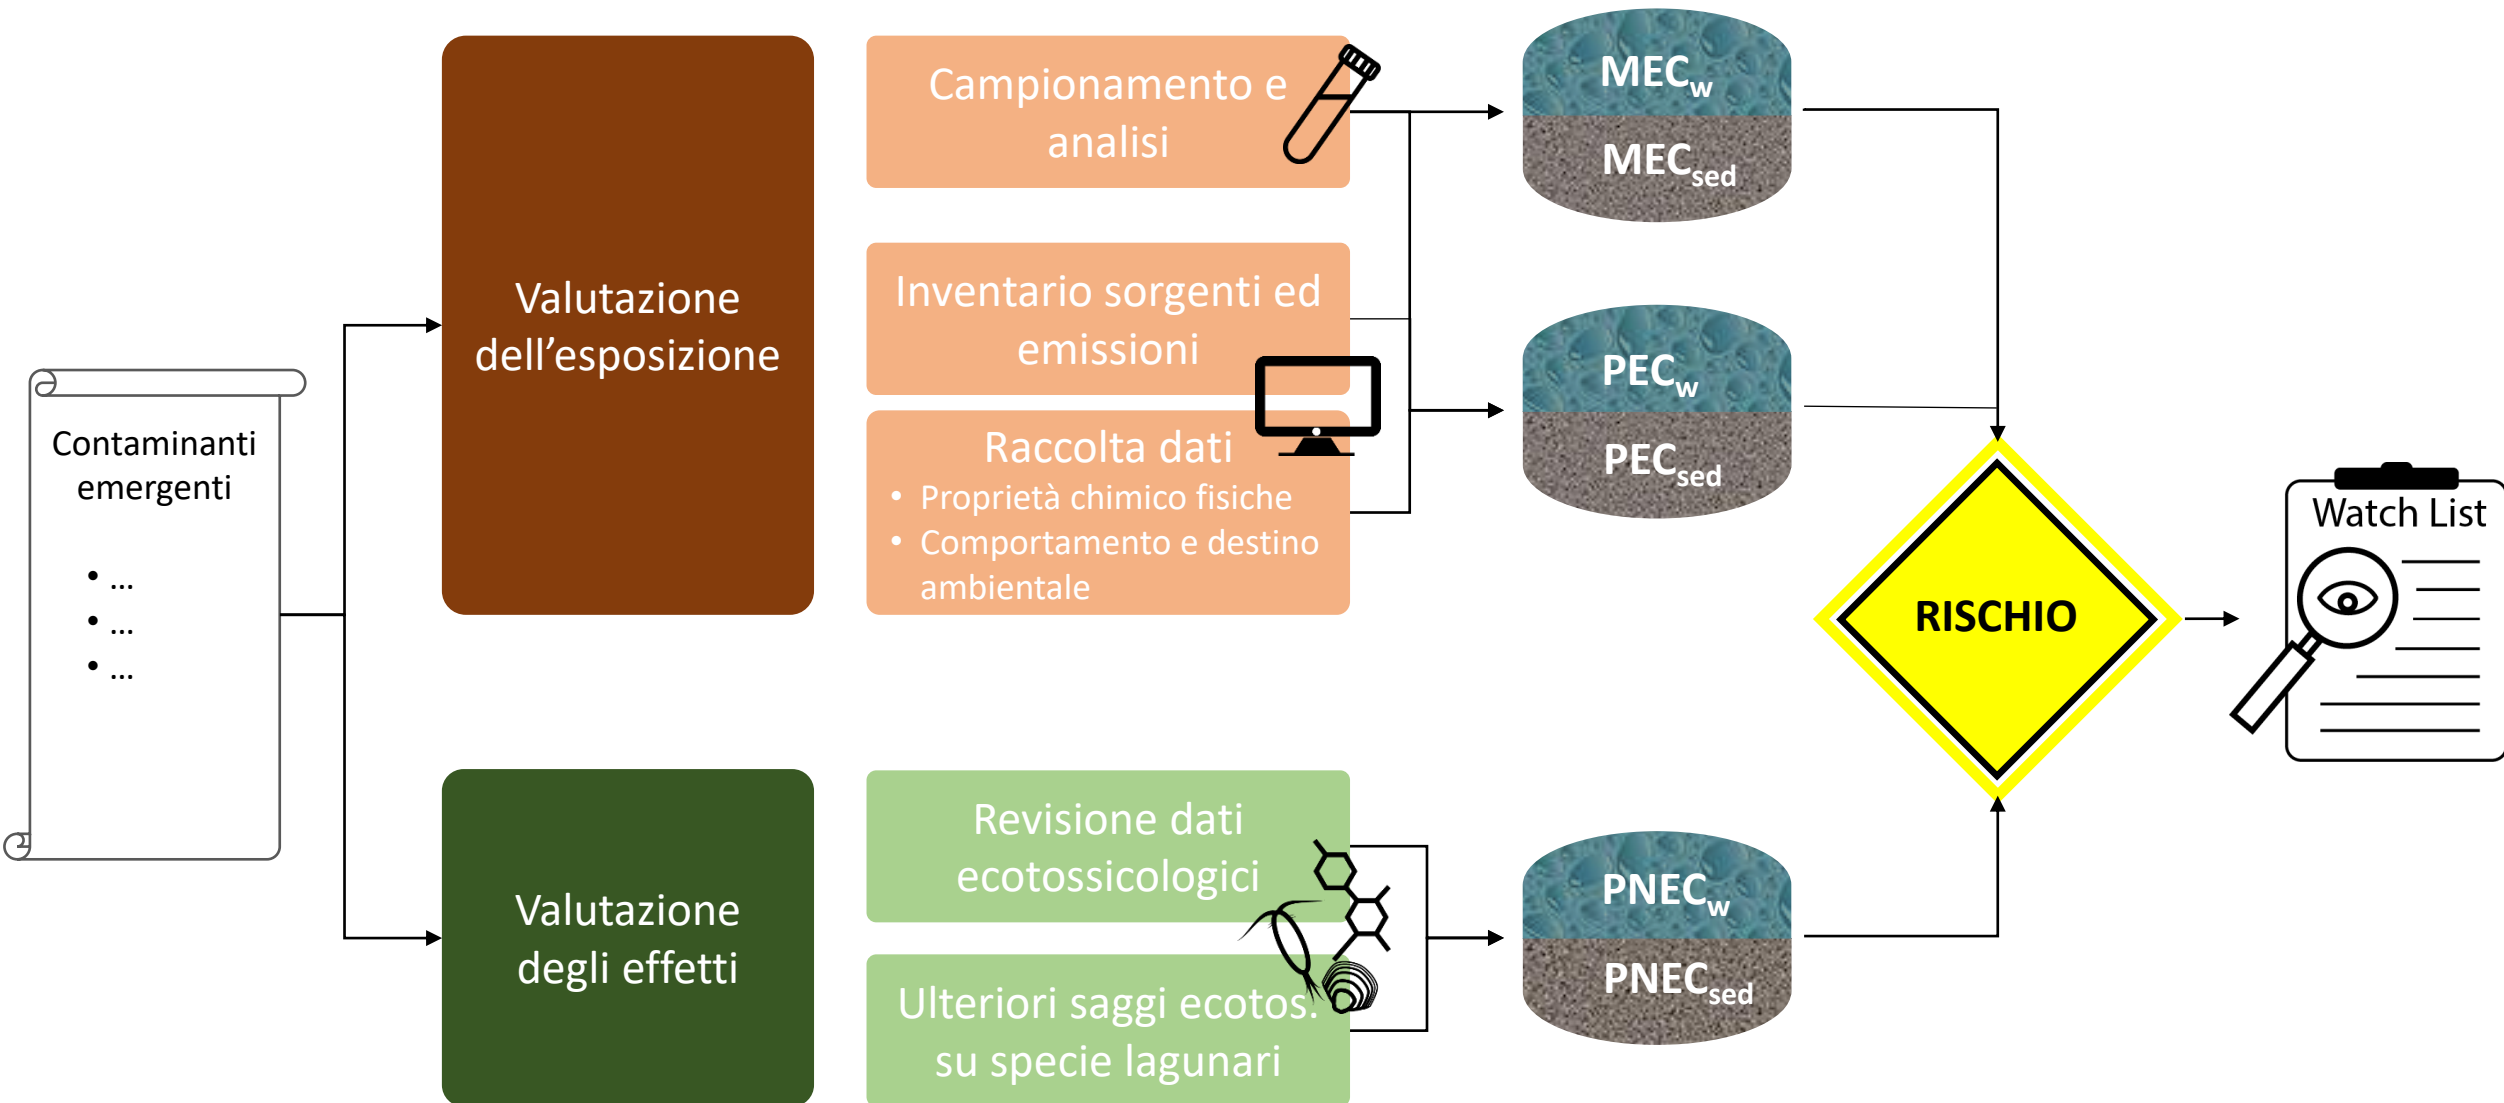 Contaminanti
emergenti
• ...
• ...
• ...
Valutazione
dell’esposizione
Campionamento e
analisi
Inventario sorgenti ed
emissioni
Raccolta dati
• Proprietà chimico fisiche
• Comportamento e destino
ambientale
MECw
MECsed
PECw
PECsed
RISCHIO
Watch List
Valutazione
degli effetti
Revisione dati
ecotossicologici
Ulteriori saggi ecotos.
su specie lagunari
PNECw
PNECsed